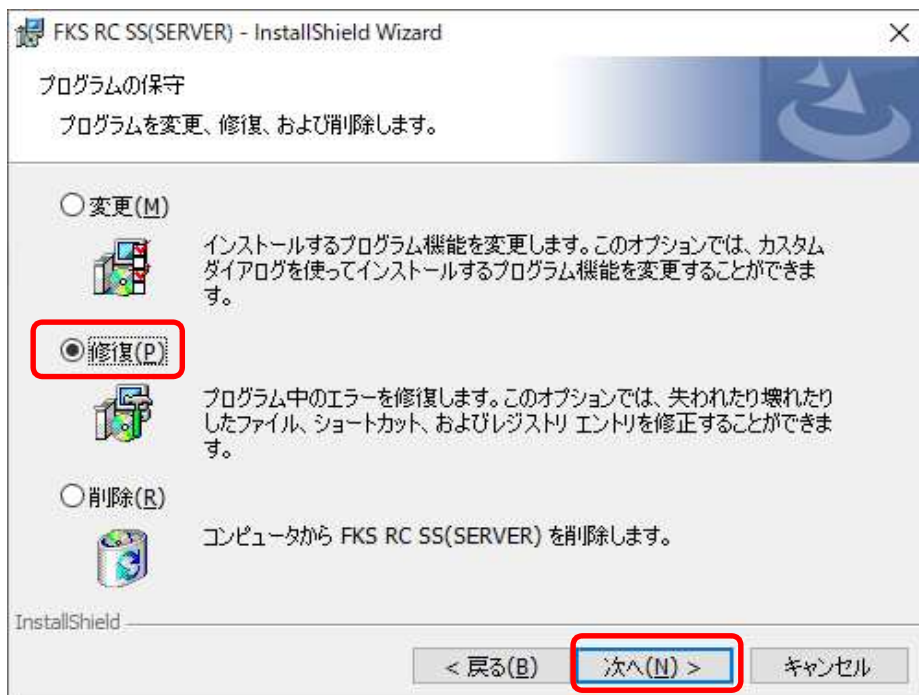 FKS RC SS(SERVER) - InstallShield Wizard
プログラムの保守
プログラムを変更、修復、および削除します。
変更(M)
インストールするプログラム機能を変更します。このオプションでは、カスタム
ダイアログを使ってインストールするプログラム機能を変更することができま
す。
修復(P)
プログラム中のエラーを修復します。このオプションでは、失われたり壊れたり
したファイル、ショートカット、およびレジストリ エントリを修正することができま
す。
削除(R)
コンピュータから FKS RC SS(SERVER) を削除します。
InstallShield
< 戻る(B) 次へ(N) > キャンセル